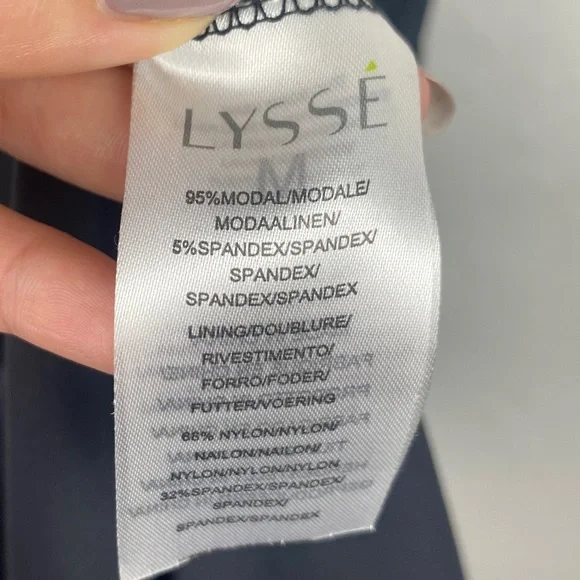 LYSSÉ
M
95%MODAL/MODALE/
MODAALINEN/
5%SPANDEX/SPANDEX/
SPANDEX/
SPANDEX/SPANDEX
LINING/DOUBLURE/
RIVESTIMENTO/
FORRO/FODER/
FUTTER/VOERING
68% NYLON/NYLON/
NAILON/NAILON/
NYLON/NYLON/NYLON
32%SPANDEX/SPANDEX/
SPANDEX/
SPANDEX/SPANDEX